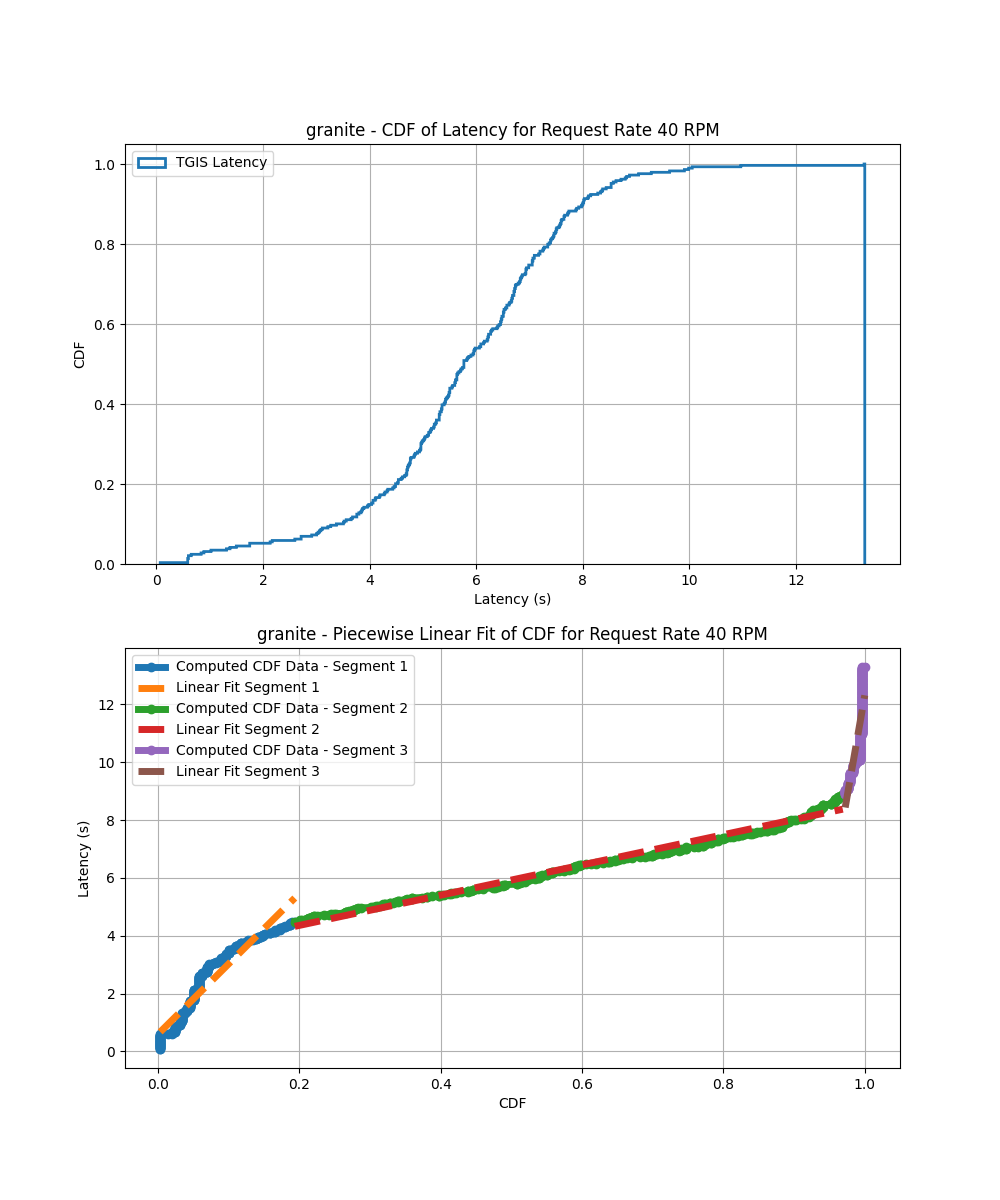 granite - CDF of Latency for Request Rate 40 RPM
TGIS Latency
1.0
0.8
0.6
0.4
0.2
0.0
CDF
0 2 4 6 8 10 12
Latency (s)
granite - Piecewise Linear Fit of CDF for Request Rate 40 RPM
Computed CDF Data - Segment 1
Linear Fit Segment 1
Computed CDF Data - Segment 2
Linear Fit Segment 2
Computed CDF Data - Segment 3
Linear Fit Segment 3
12
10
8
6
4
2
0
Latency (s)
0.0 0.2 0.4 0.6 0.8 1.0
CDF